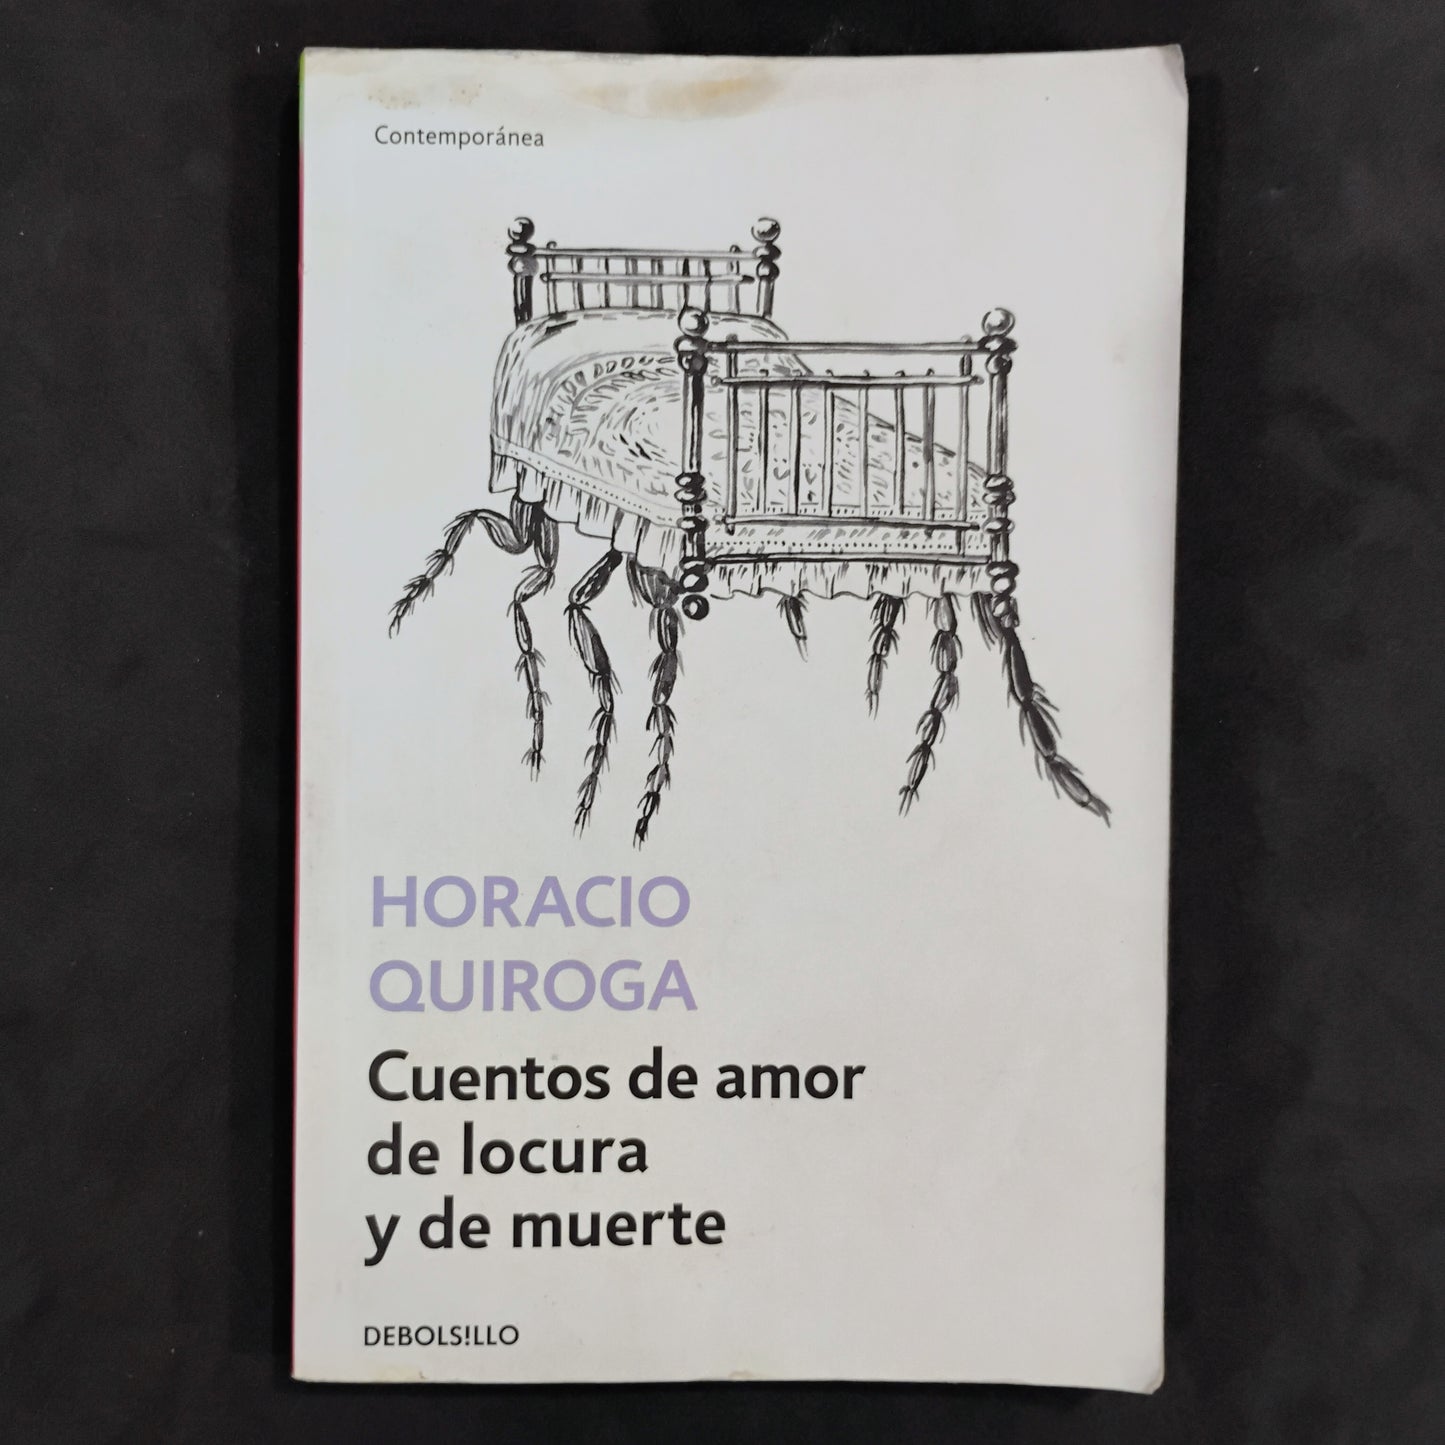 Contemporánea
HORACIO
QUIROGA
Cuentos de amor
de locura
y de muerte
DEBOLS!LLO